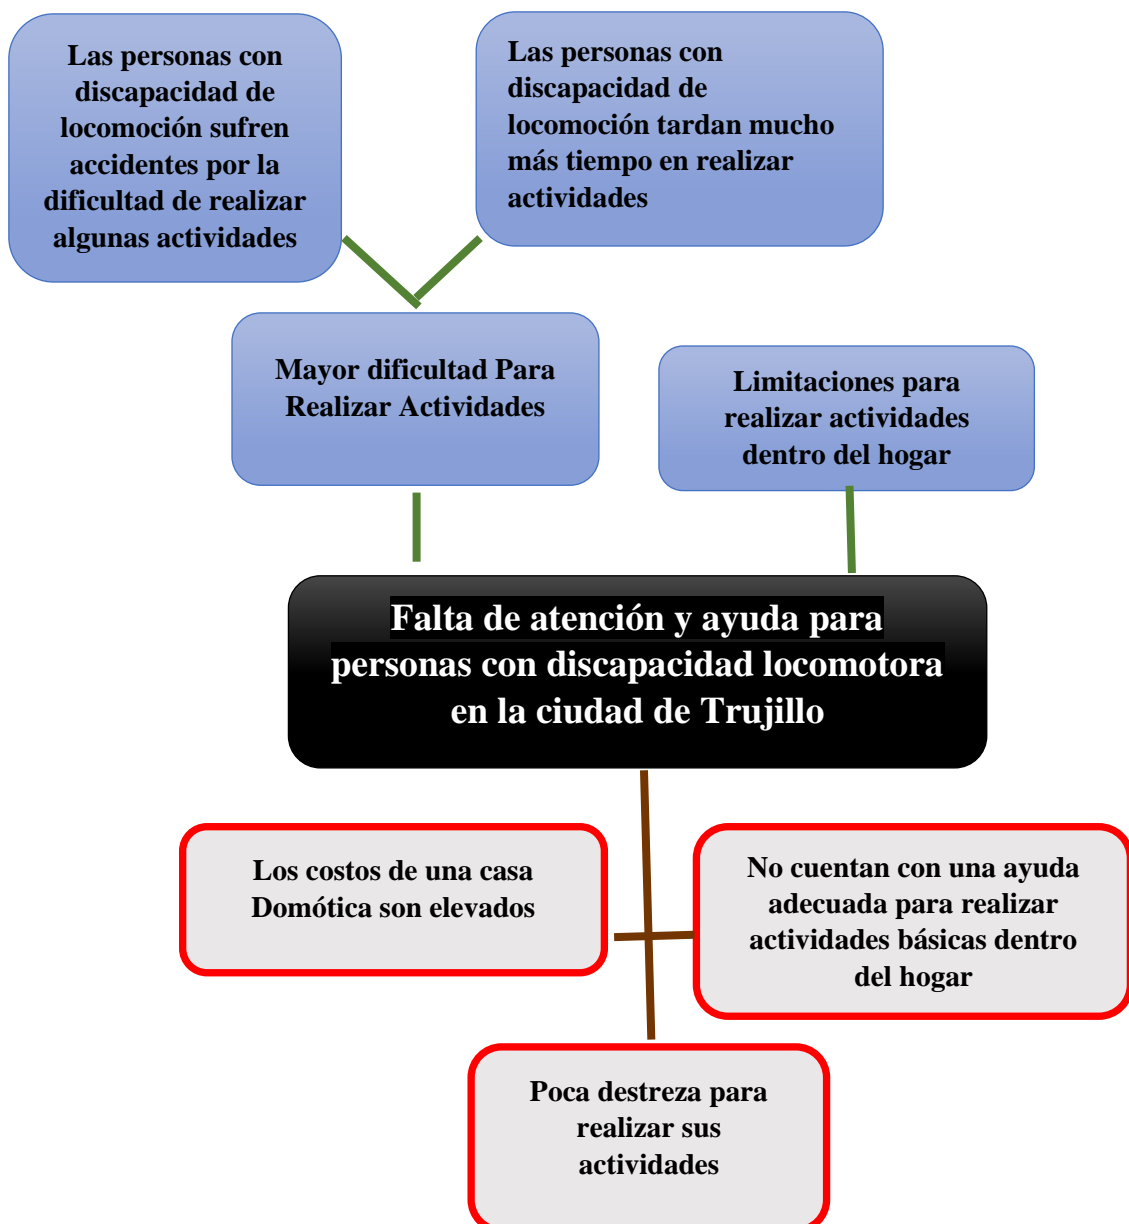 Las personas con
discapacidad de
locomoción sufren
accidentes por la
dificultad de realizar
algunas actividades
Las personas con
discapacidad de
locomoción tardan mucho
más tiempo en realizar
actividades
Mayor dificultad Para
Realizar Actividades
Limitaciones para
realizar actividades
dentro del hogar
Falta de atención y ayuda para
personas con discapacidad locomotora
en la ciudad de Trujillo
Los costos de una casa
Domótica son elevados
No cuentan con una ayuda
adecuada para realizar
actividades básicas dentro
del hogar
Poca destreza para
realizar sus
actividades